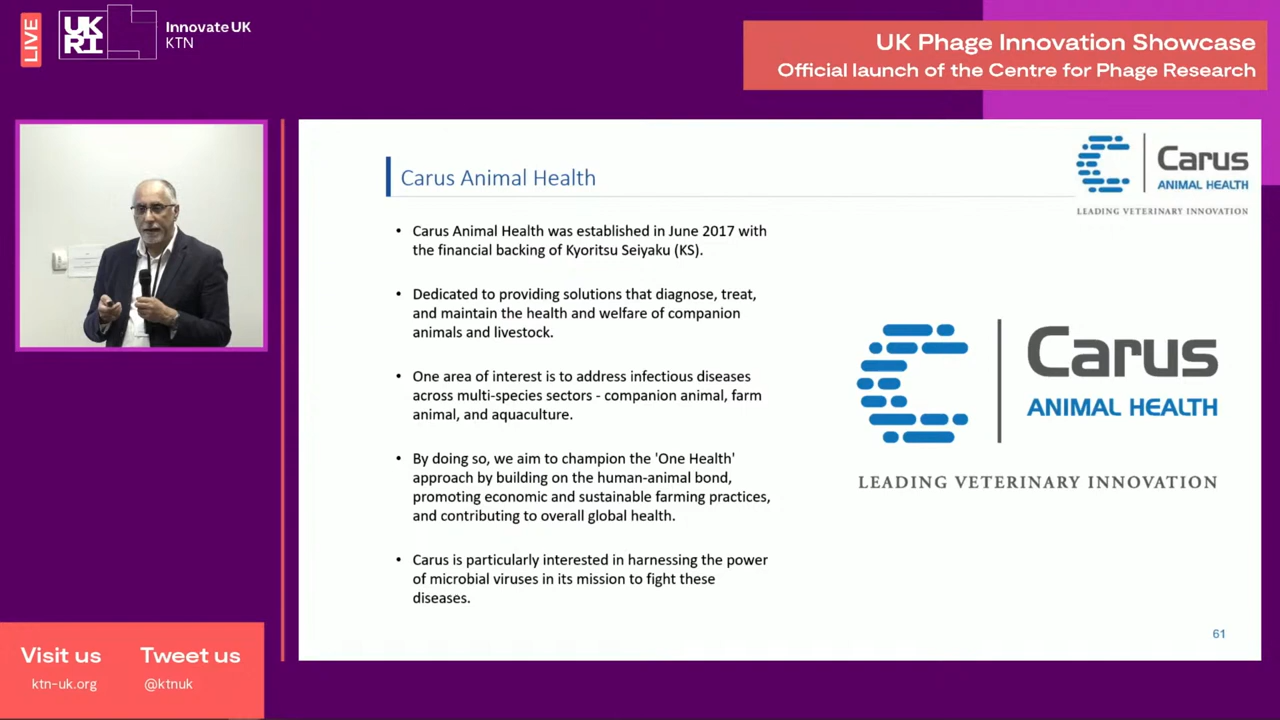 LIVE
UK
RI
Innovate UK
KTN
UK Phage Innovation Showcase
Official launch of the Centre for Phage Research
Carus Animal Health
Carus
ANIMAL HEALTH
LEADING VETERINARY INNOVATION
• Carus Animal Health was established in June 2017 with
the financial backing of Kyoritsu Seiyaku (KS).
• Dedicated to providing solutions that diagnose, treat,
and maintain the health and welfare of companion
animals and livestock.
• One area of interest is to address infectious diseases
across multi-species sectors - companion animal, farm
animal, and aquaculture.
• By doing so, we aim to champion the 'One Health'
approach by building on the human-animal bond,
promoting economic and sustainable farming practices,
and contributing to overall global health.
• Carus is particularly interested in harnessing the power
of microbial viruses in its mission to fight these
diseases.
Carus
ANIMAL HEALTH
LEADING VETERINARY INNOVATION
61
Visit us
ktn-uk.org
Tweet us
@ktnuk